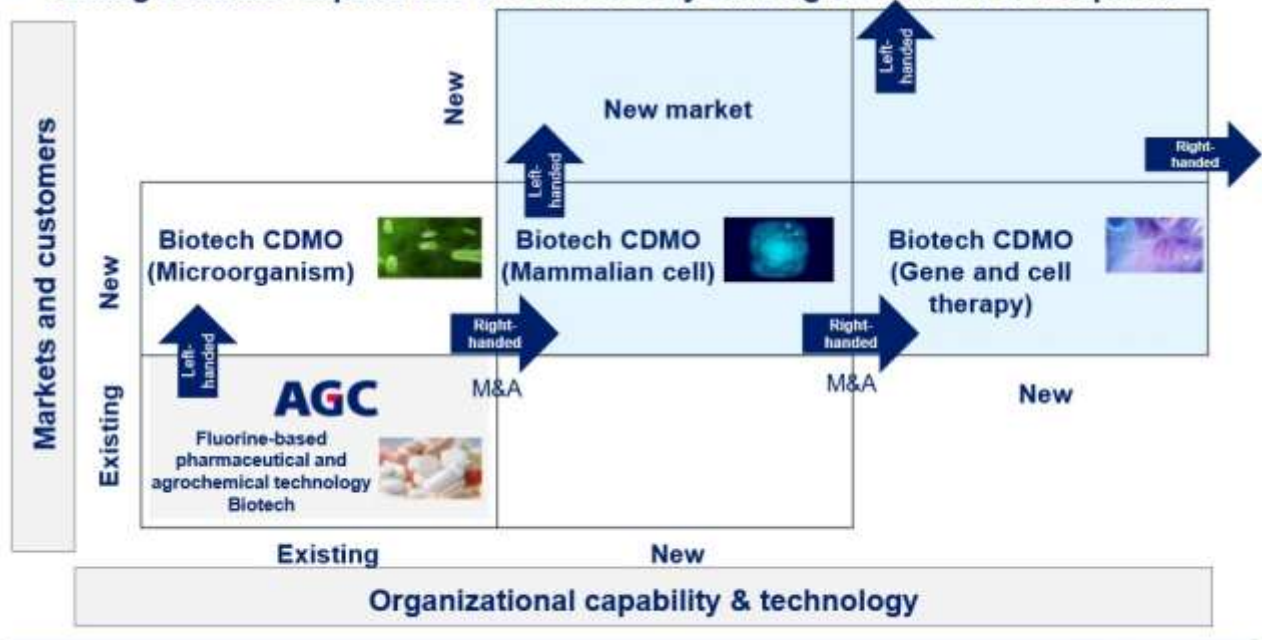 New
New market
Left-
handed
Left-
handed
Right-
handed
Markets and customers
New
Biotech CDMO
(Microorganism)
Biotech CDMO
(Mammalian cell)
Biotech CDMO
(Gene and cell
therapy)
Left-
handed
Right-
handed
Right-
handed
M&A
M&A
New
Existing
AGC
Fluorine-based
pharmaceutical and
agrochemical technology
Biotech
Existing
New
Organizational capability & technology